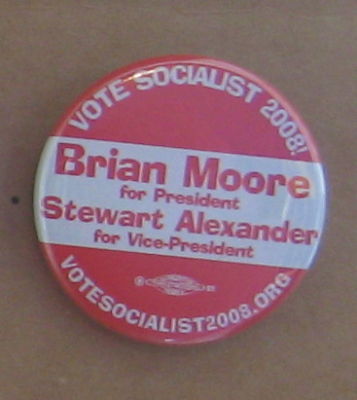 VOTE SOCIALIST 2008!
Brian Moore
for President
Stewart Alexander
for Vice-President
VOTESOCIALIST2008.ORG